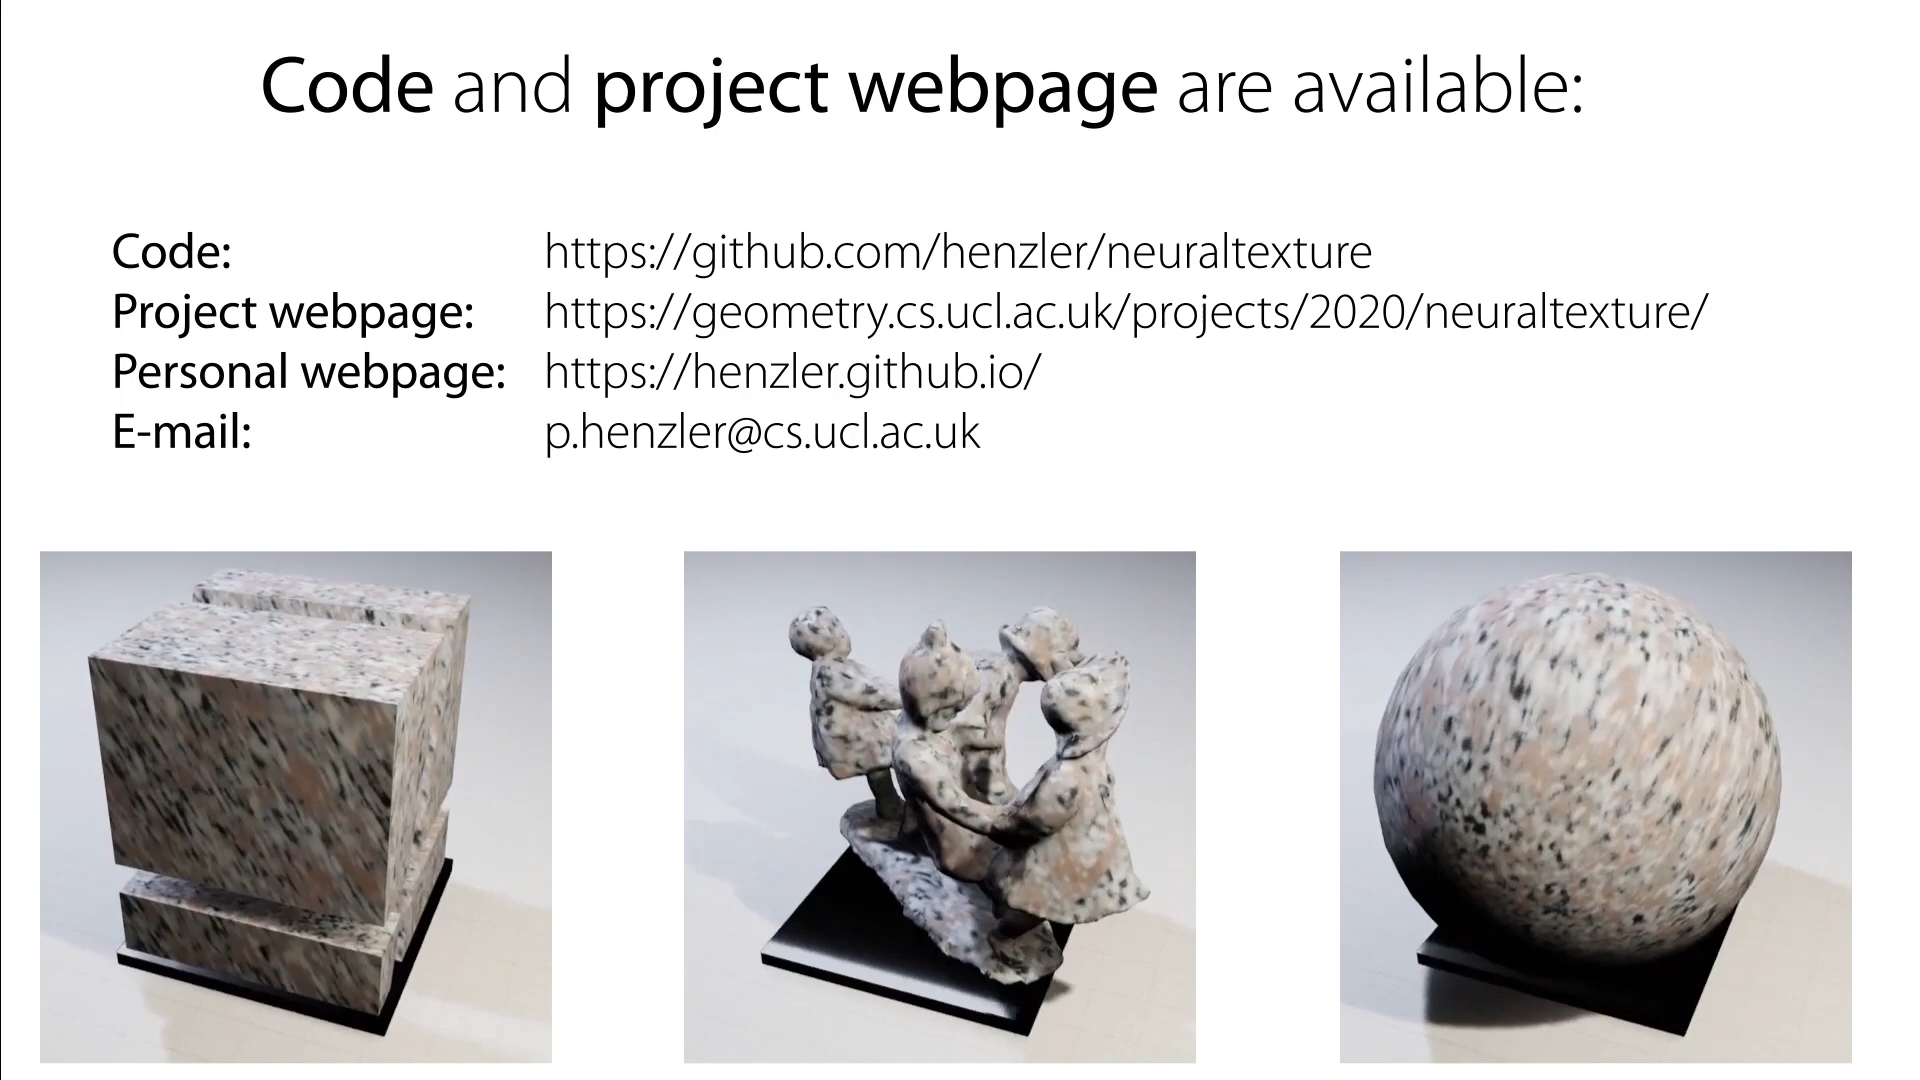 Code and project webpage are available:
Code: https://github.com/henzler/neuraltexture
Project webpage: https://geometry.cs.ucl.ac.uk/projects/2020/neuraltexture/
Personal webpage: https://henzler.github.io/
E-mail: p.henzler@cs.ucl.ac.uk